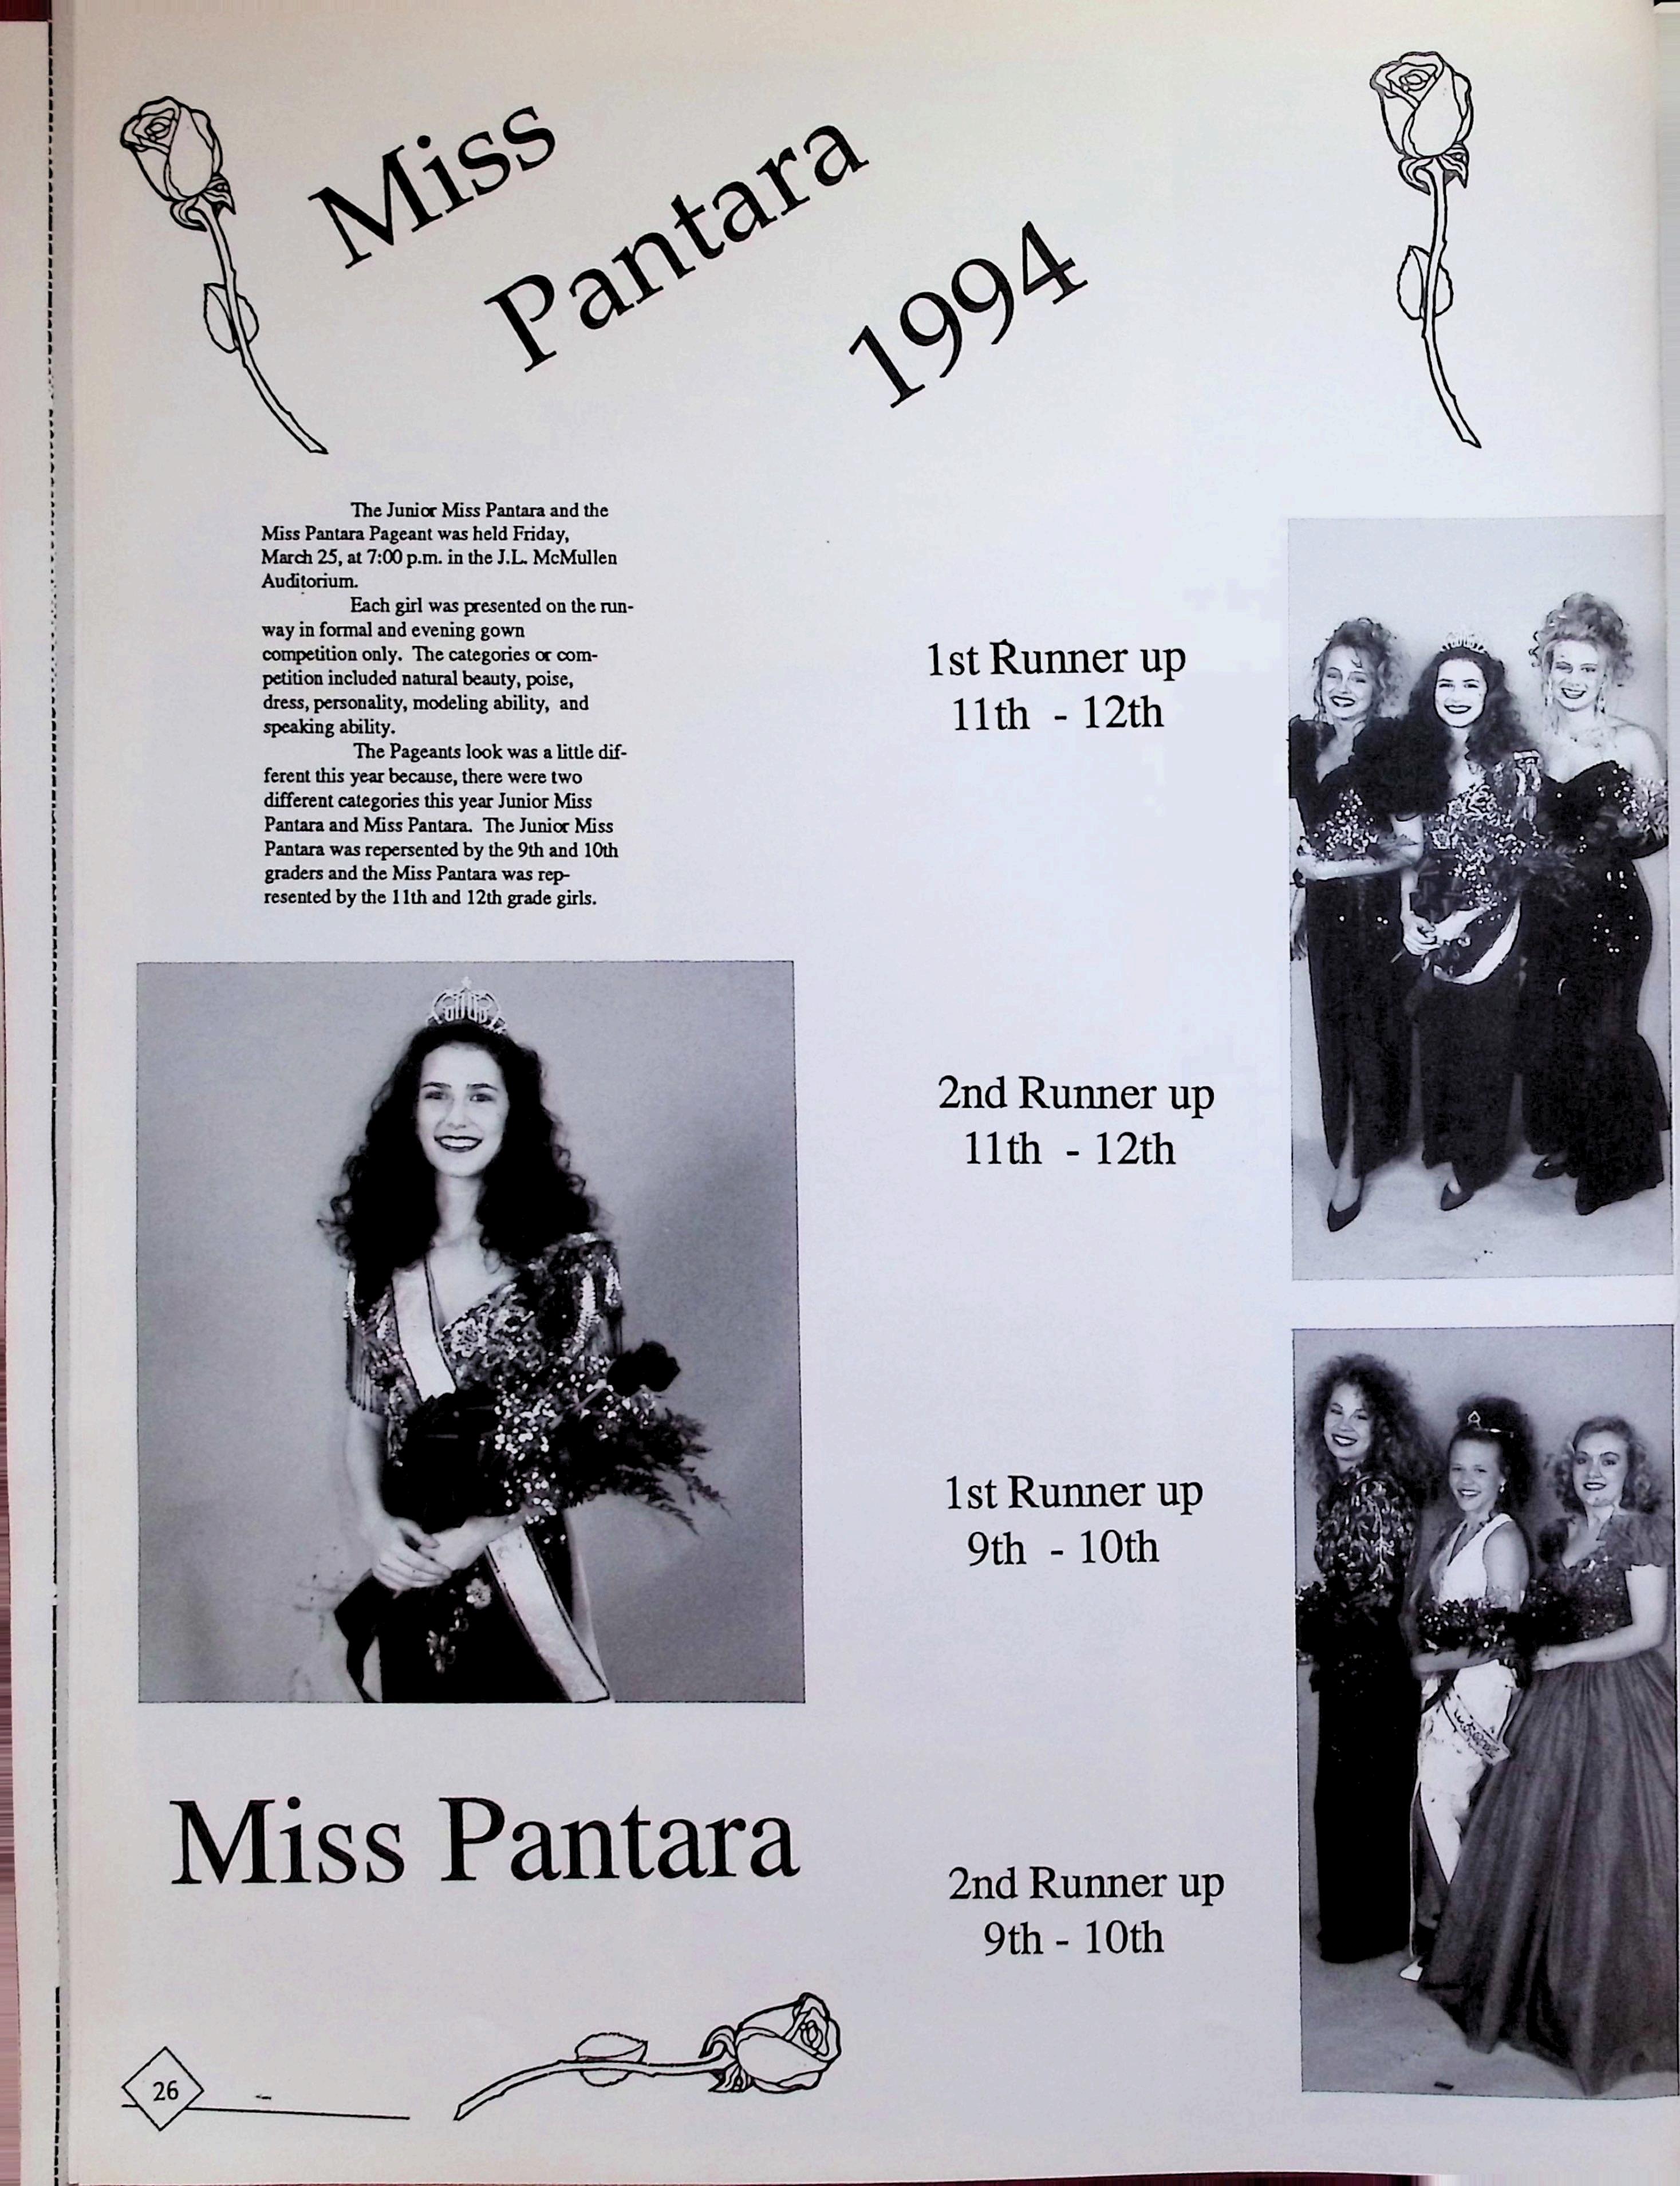 Miss
Pantara
1994
The Junior Miss Pantara and the
Miss Pantara Pageant was held Friday,
March 25, at 7:00 p.m. in the J.L. McMullen
Auditorium.
Each girl was presented on the run-
way in formal and evening gown
competition only. The categories or com-
petition included natural beauty, poise,
dress, personality, modeling ability, and
speaking ability.
The Pageants look was a little dif-
ferent this year because, there were two
different categories this year Junior Miss
Pantara and Miss Pantara. The Junior Miss
Pantara was repersented by the 9th and 10th
graders and the Miss Pantara was rep-
resented by the 11th and 12th grade girls.
Miss Pantara
1st Runner up
11th - 12th
2nd Runner up
11th - 12th
1st Runner up
9th - 10th
2nd Runner up
9th - 10th
26